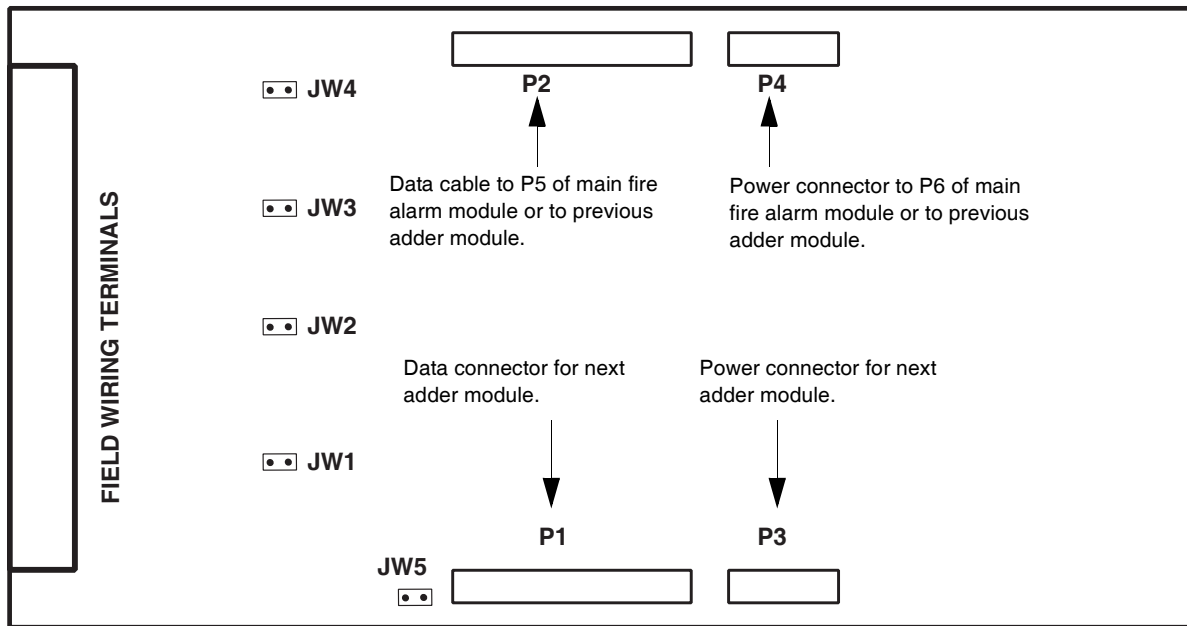 P2
P4
JW4
Data cable to P5 of main fire
alarm module or to previous
adder module.
Power connector to P6 of main
fire alarm module or to previous
adder module.
JW3
FIELD WIRING TERMINALS
JW2
Data connector for next
adder module.
Power connector for next
adder module.
JW1
P1
P3
JW5